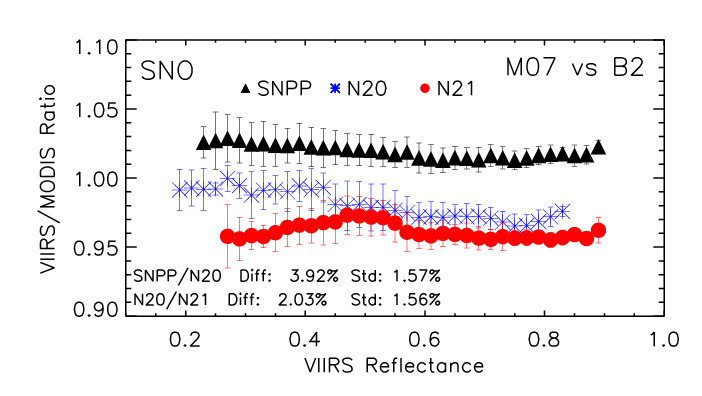 1.10
1.05
1.00
0.95
0.90
VIIRS/MODIS Ratio
SNO
M07 vs B2
SNPP N20 N21
SNPP/N20 Diff: 3.92% Std: 1.57%
N20/N21 Diff: 2.03% Std: 1.56%
0.2 0.4 0.6 0.8 1.0
VIIRS Reflectance